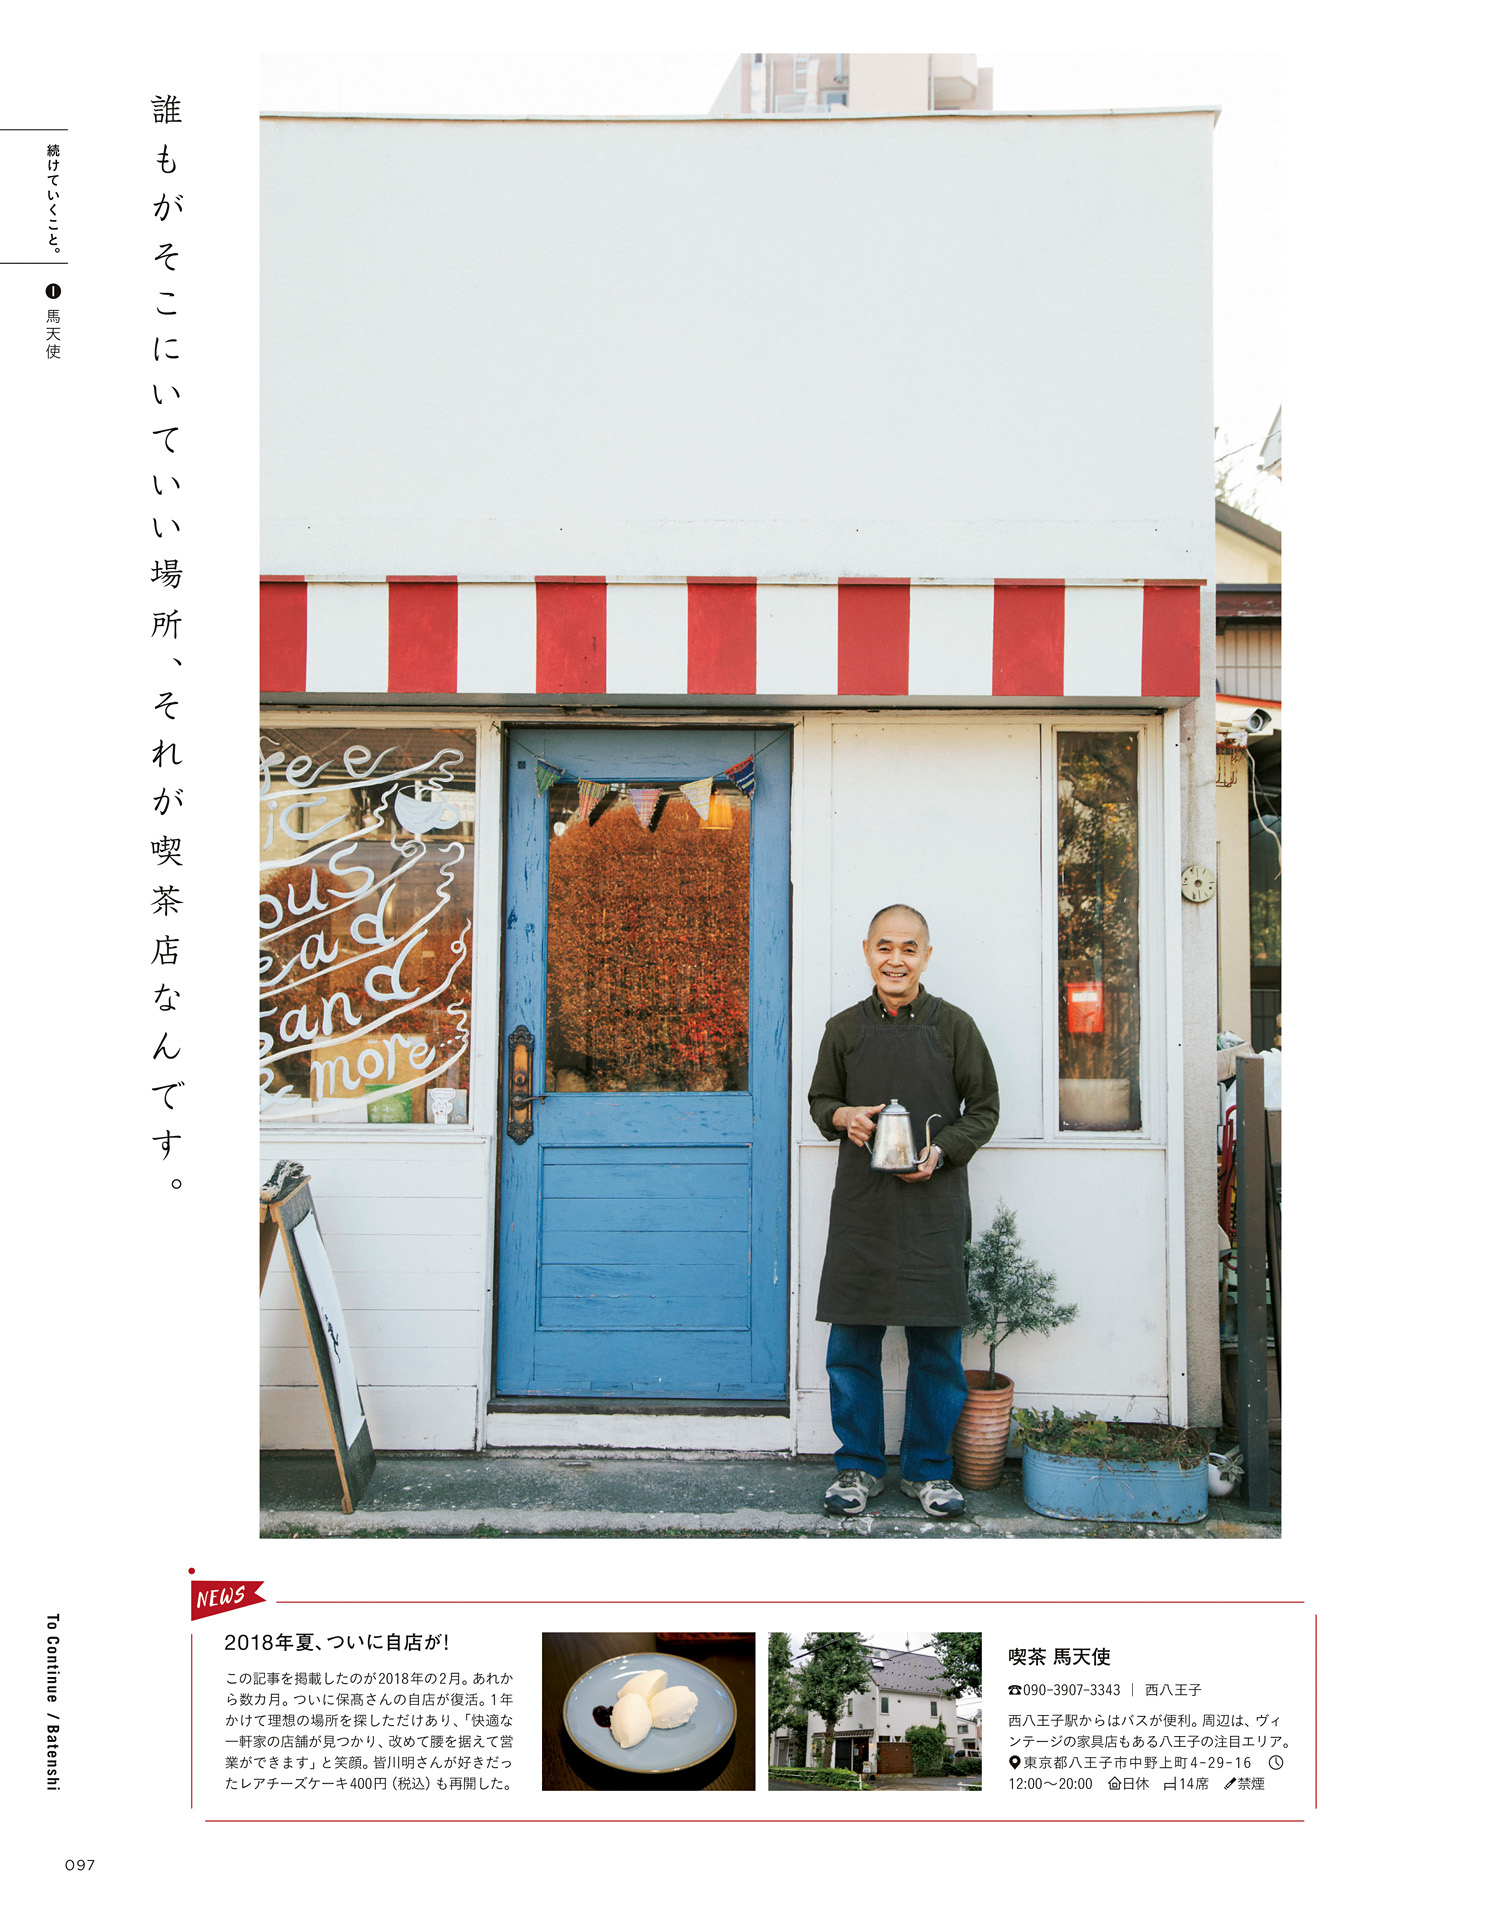 続けていくこと。
❶ 馬天使
誰もがそこにいていい場所、それが喫茶店なんです。
fee
ic
ous
ead
and
& more...
NEWS
2018年夏、ついに自店が!
この記事を掲載したのが2018年の2月。あれか
ら数カ月。ついに保髙さんの自店が復活。1年
かけて理想の場所を探しただけあり、「快適な
一軒家の店舗が見つかり、改めて腰を据えて営
業ができます」と笑顔。皆川明さんが好きだっ
たレアチーズケーキ400円(税込)も再開した。
喫茶 馬天使
☎090-3907-3343 | 西八王子
西八王子駅からはバスが便利。周辺は、ヴィ
ンテージの家具店もある八王子の注目エリア。
東京都八王子市中野上町4-29-16
12:00〜20:00 日休 14席 禁煙
To Continue / Batenshi
097